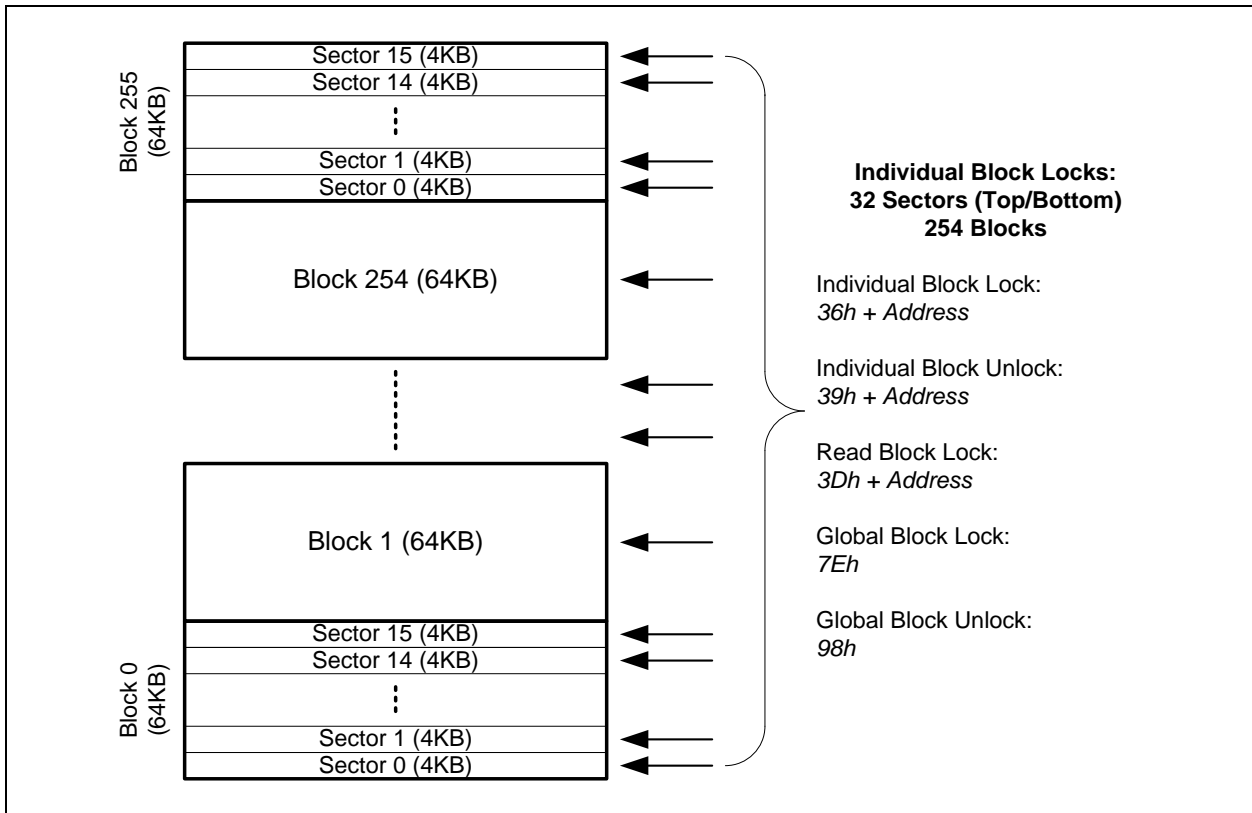 Block 255
(64KB)
Sector 15 (4KB)
Sector 14 (4KB)
Sector 1 (4KB)
Sector 0 (4KB)
Block 254 (64KB)
Block 1 (64KB)
Block 0
(64KB)
Sector 15 (4KB)
Sector 14 (4KB)
Sector 1 (4KB)
Sector 0 (4KB)
Individual Block Locks:
32 Sectors (Top/Bottom)
254 Blocks
Individual Block Lock:
36h + Address
Individual Block Unlock:
39h + Address
Read Block Lock:
3Dh + Address
Global Block Lock:
7Eh
Global Block Unlock:
98h